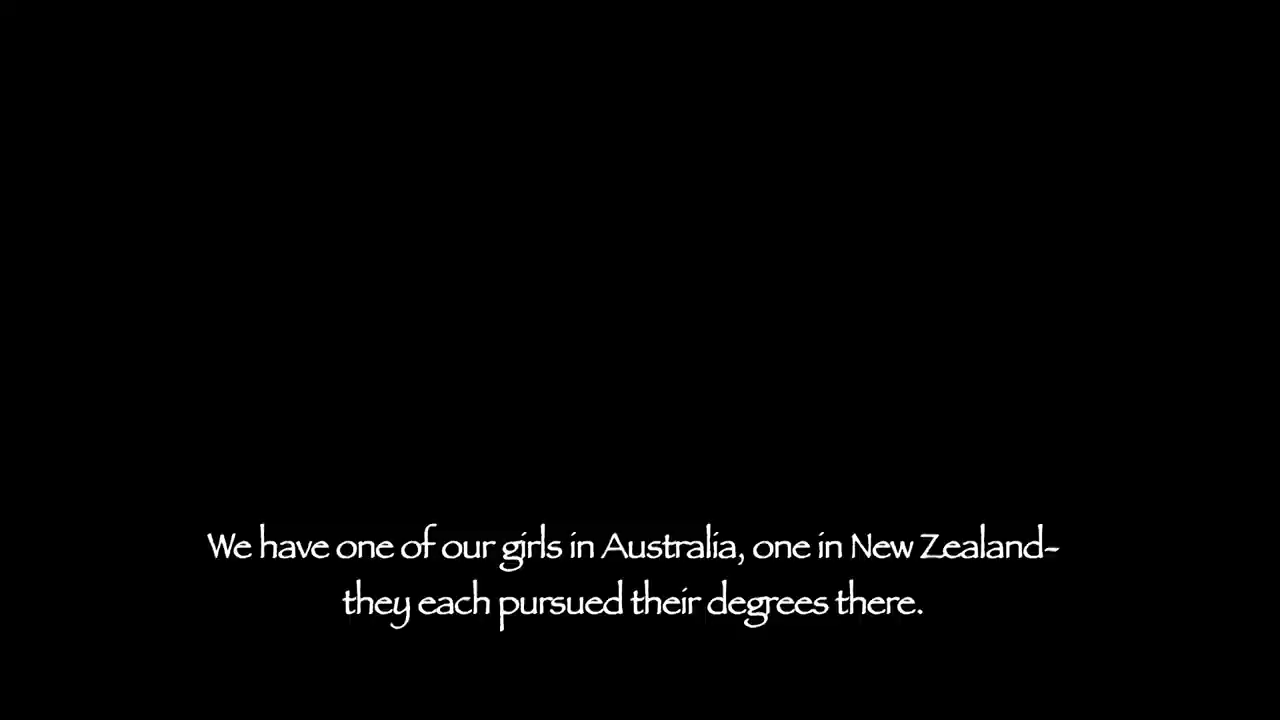 We have one of our girls in Australia, one in New Zealand-
they each pursued their degrees there.